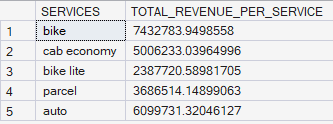 SERVICES TOTAL_REVENUE_PER_SERVICE
1 bike 7432783.9498558
2 cab economy 5006233.03964996
3 bike lite 2387720.58981705
4 parcel 3686514.14899063
5 auto 6099731.32046127